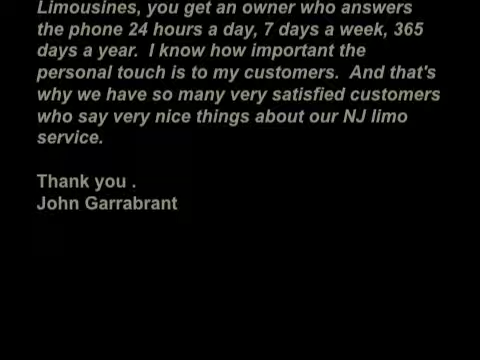 Limousines, you get an owner who answers
the phone 24 hours a day, 7 days a week, 365
days a year.  I know how important the
personal touch is to my customers.  And that's
why we have so many very satisfied customers
who say very nice things about our NJ limo
service.

Thank you .
John Garrabrant